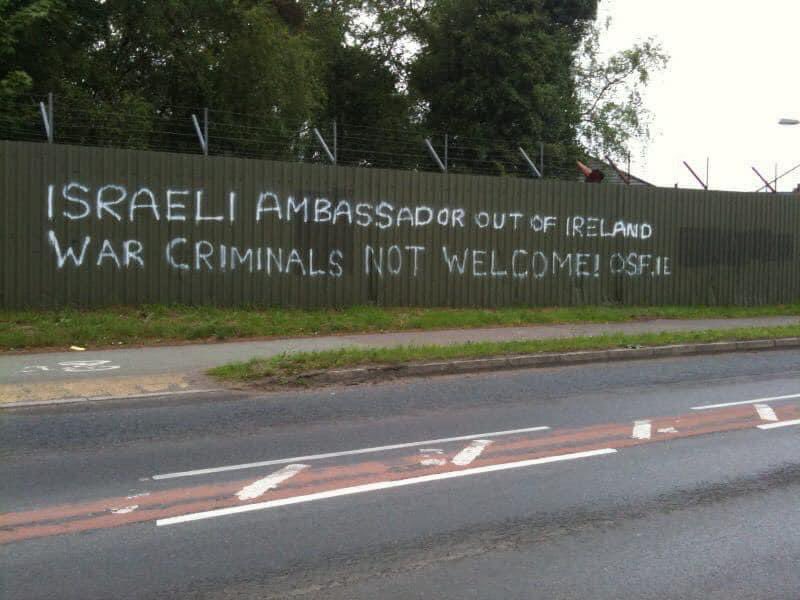 ISRAELI AMBASSADOR OUT OF IRELAND
WAR CRIMINALS NOT WELCOME! OSF.IE